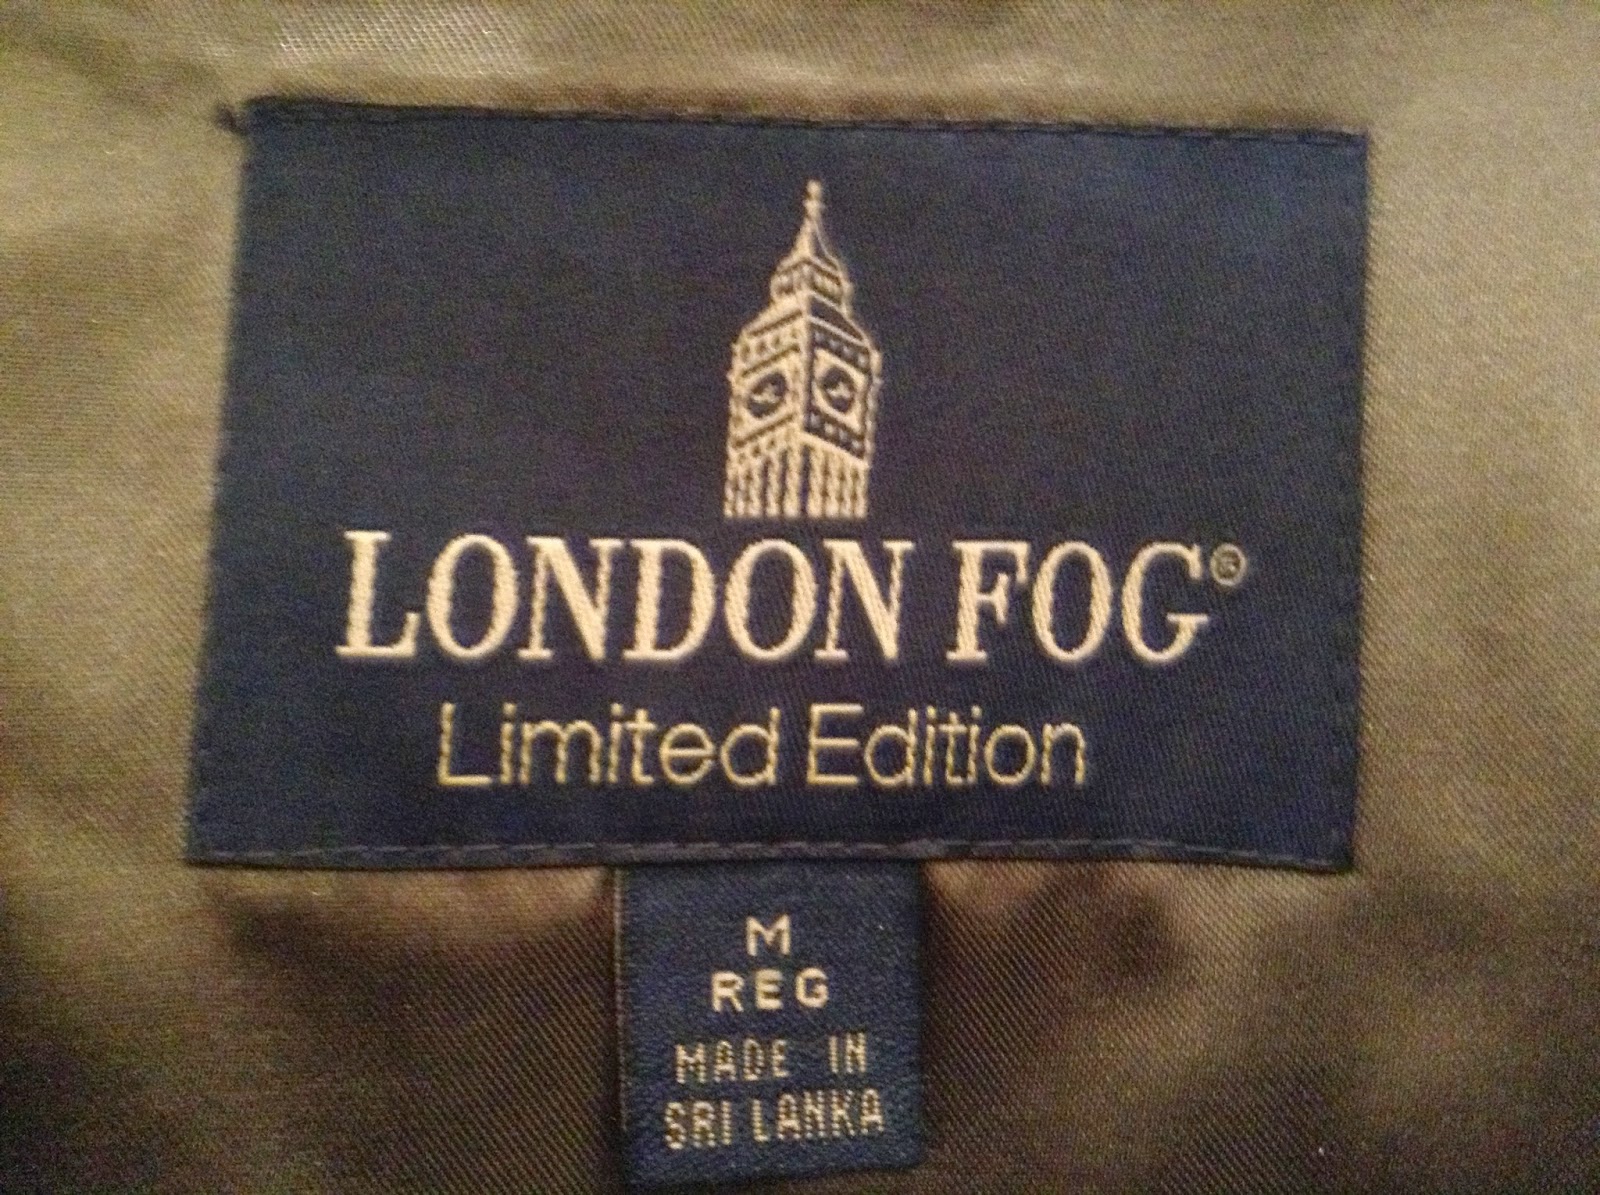 LONDON FOG®
Limited Edition
M
REG
MADE IN
SRI LANKA